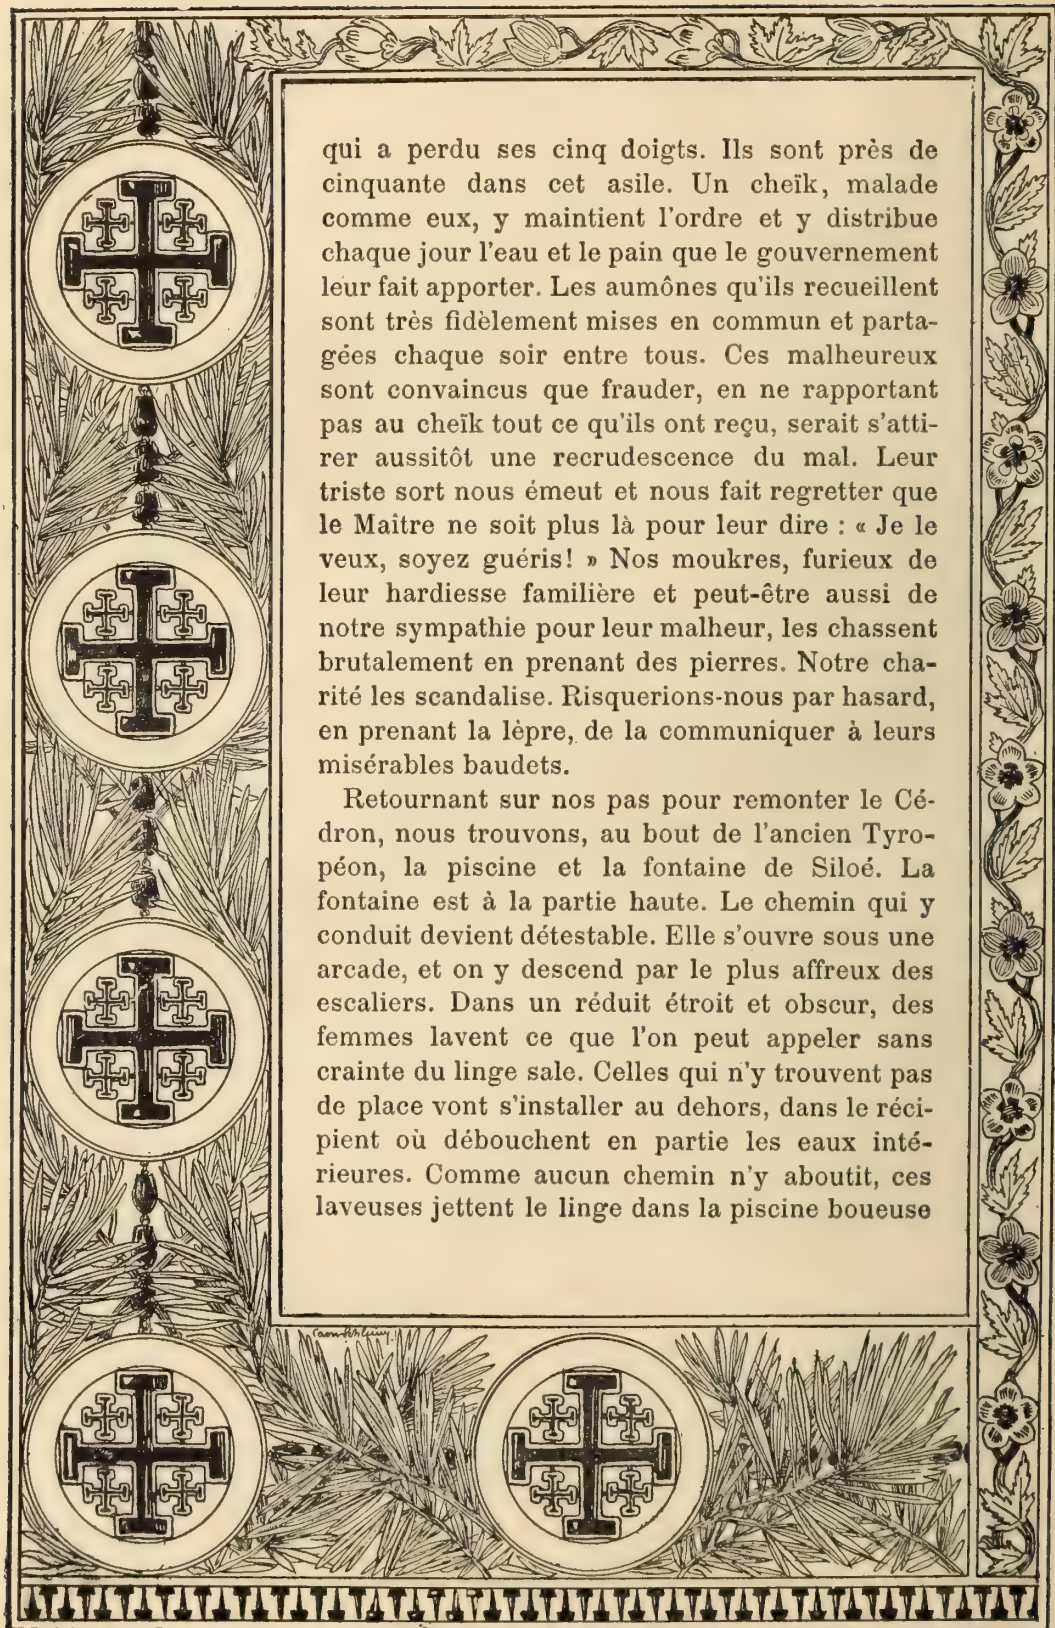 qui a perdu ses cinq doigts. Ils sont près de
cinquante dans cet asile. Un cheïk, malade
comme eux, y maintient l'ordre et y distribue
chaque jour l'eau et le pain que le gouvernement
leur fait apporter. Les aumônes qu'ils recueillent
sont très fidèlement mises en commun et parta-
gées chaque soir entre tous. Ces malheureux
sont convaincus que frauder, en ne rapportant
pas au cheïk tout ce qu'ils ont reçu, serait s'atti-
rer aussitôt une recrudescence du mal. Leur
triste sort nous émeut et nous fait regretter que
le Maître ne soit plus là pour leur dire : « Je le
veux, soyez guéris! » Nos moukres, furieux de
leur hardiesse familière et peut-être aussi de
notre sympathie pour leur malheur, les chassent
brutalement en prenant des pierres. Notre cha-
rité les scandalise. Risquerions-nous par hasard,
en prenant la lèpre, de la communiquer à leurs
misérables baudets.
Retournant sur nos pas pour remonter le Cé-
dron, nous trouvons, au bout de l'ancien Tyro-
péon, la piscine et la fontaine de Siloé. La
fontaine est à la partie haute. Le chemin qui y
conduit devient détestable. Elle s'ouvre sous une
arcade, et on y descend par le plus affreux des
escaliers. Dans un réduit étroit et obscur, des
femmes lavent ce que l'on peut appeler sans
crainte du linge sale. Celles qui n'y trouvent pas
de place vont s'installer au dehors, dans le réci-
pient où débouchent en partie les eaux inté-
rieures. Comme aucun chemin n'y aboutit, ces
laveuses jettent le linge dans la piscine boueuse